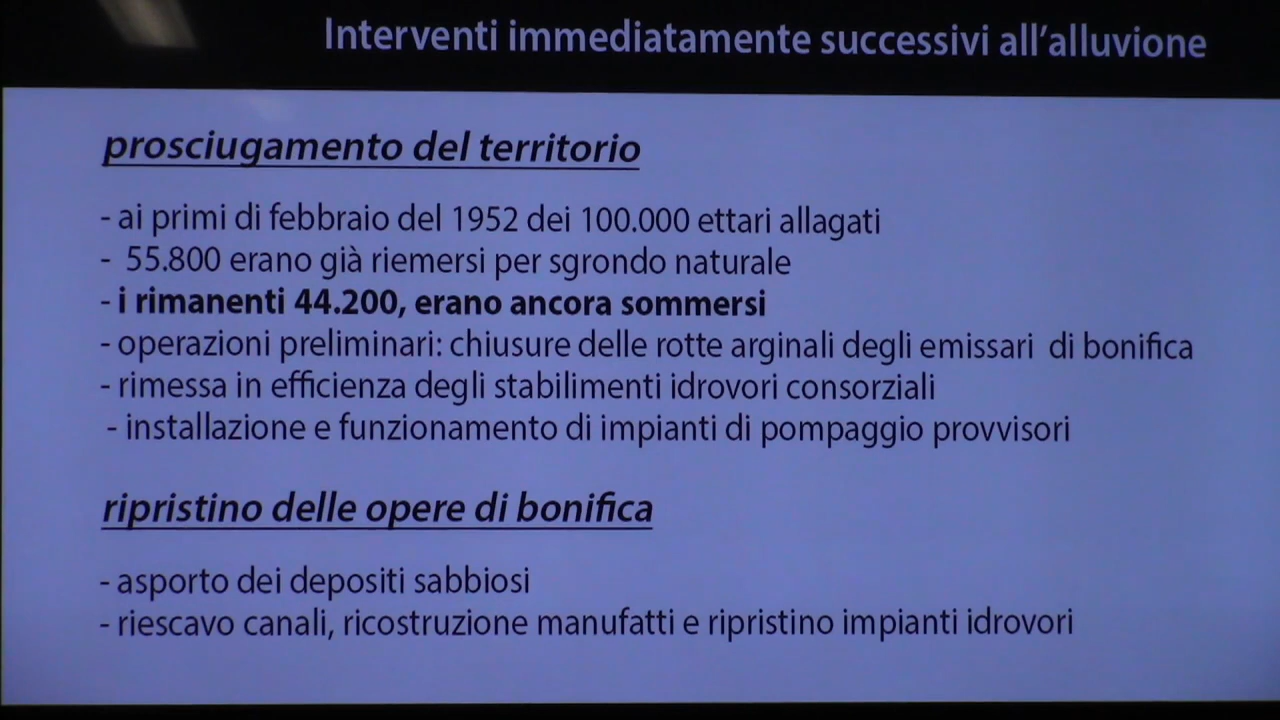 Interventi immediatamente successivi all’alluvione
prosciugamento del territorio
- ai primi di febbraio del 1952 dei 100.000 ettari allagati
- 55.800 erano già riemersi per sgrondo naturale
- i rimanenti 44.200, erano ancora sommersi
- operazioni preliminari: chiusure delle rotte arginali degli emissari di bonifica
- rimessa in efficienza degli stabilimenti idrovori consorziali
- installazione e funzionamento di impianti di pompaggio provvisori
ripristino delle opere di bonifica
- asporto dei depositi sabbiosi
- riescavo canali, ricostruzione manufatti e ripristino impianti idrovori